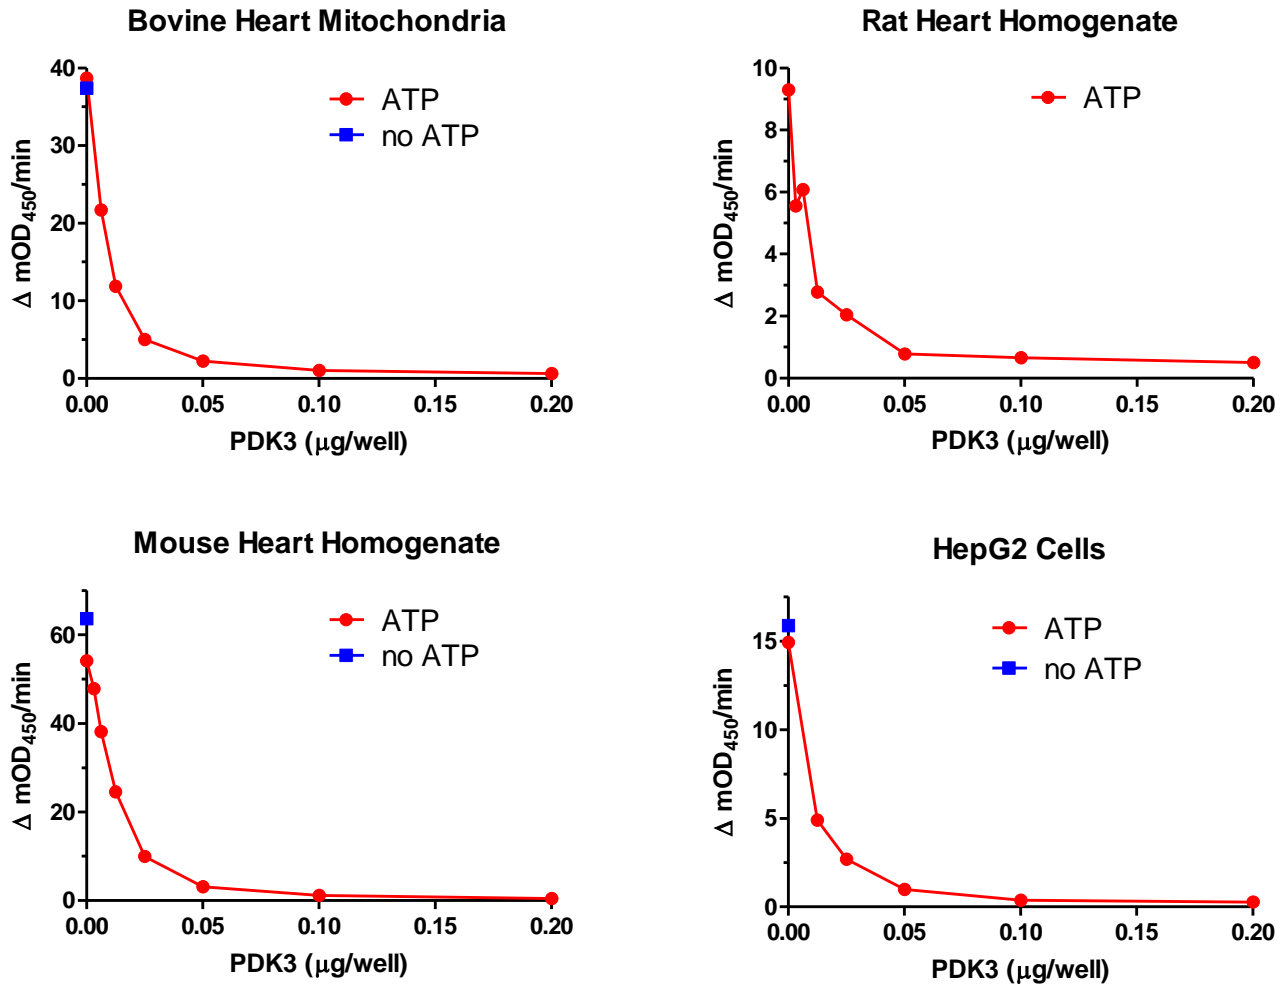 Bovine Heart Mitochondria
Δ mOD450/min
40
30
20
10
0
ATP
no ATP
0.00 0.05 0.10 0.15 0.20
PDK3 (μg/well)
Rat Heart Homogenate
Δ mOD450/min
10
8
6
4
2
0
ATP
0.00 0.05 0.10 0.15 0.20
PDK3 (μg/well)
Mouse Heart Homogenate
Δ mOD450/min
60
40
20
0
ATP
no ATP
0.00 0.05 0.10 0.15 0.20
PDK3 (μg/well)
HepG2 Cells
Δ mOD450/min
15
10
5
0
ATP
no ATP
0.00 0.05 0.10 0.15 0.20
PDK3 (μg/well)